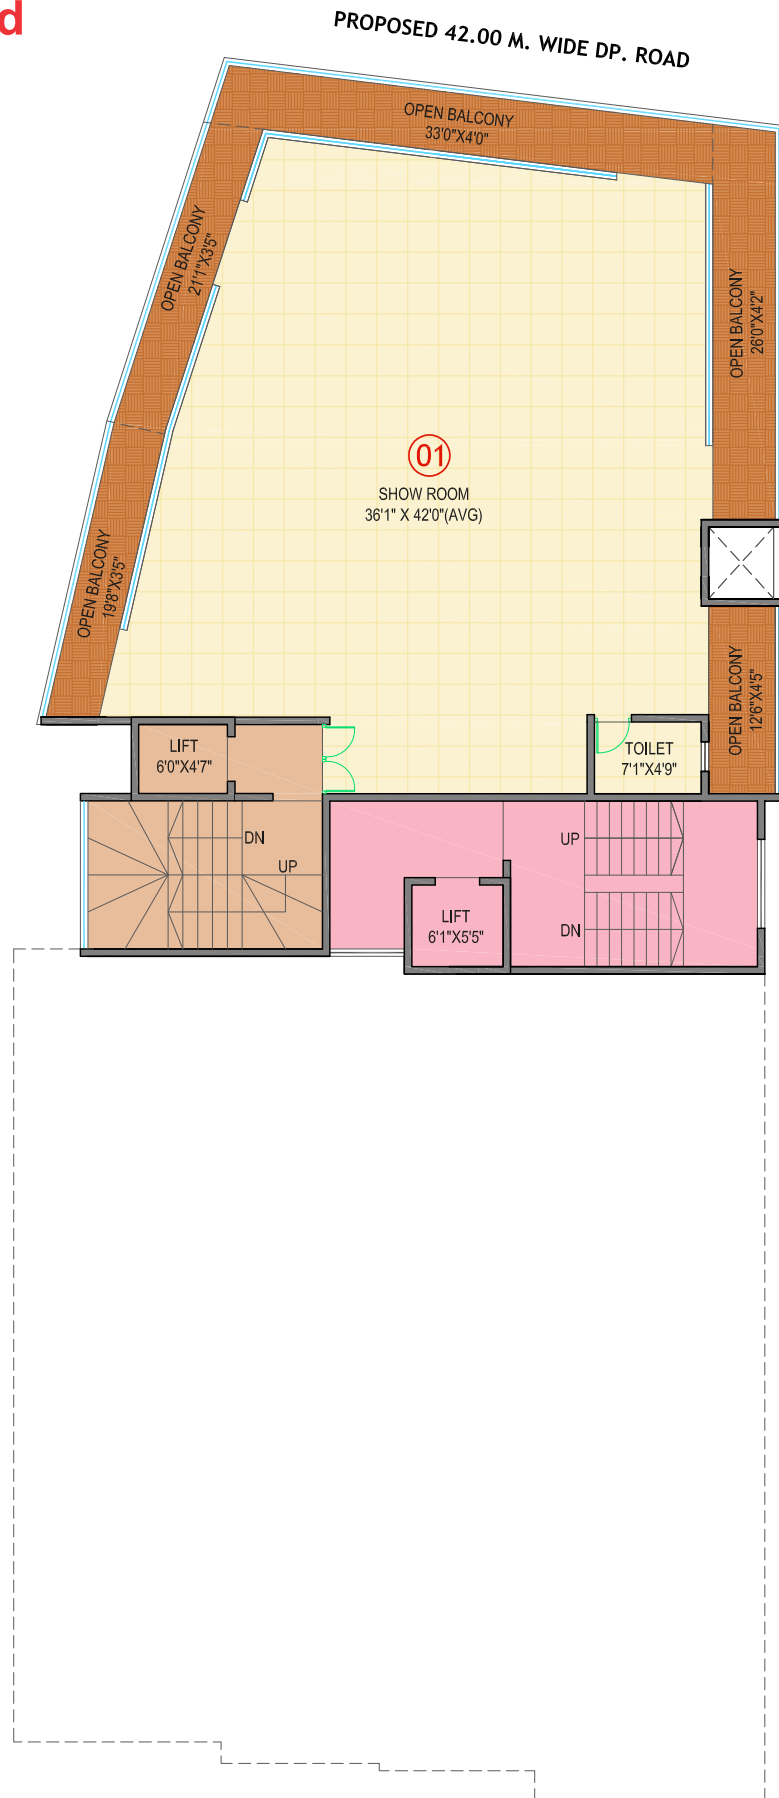 d
PROPOSED 42.00 M. WIDE DP. ROAD
OPEN BALCONY
33'0"X4'0"
OPEN BALCONY
21'1"X3'5"
OPEN BALCONY
26'0"X4'2"
01
SHOW ROOM
36'1" X 42'0"(AVG)
OPEN BALCONY
19'8"X3'5"
OPEN BALCONY
12'6"X4'5"
LIFT
6'0"X4'7"
TOILET
7'1"X4'9"
DN
UP
UP
LIFT
6'1"X5'5"
DN